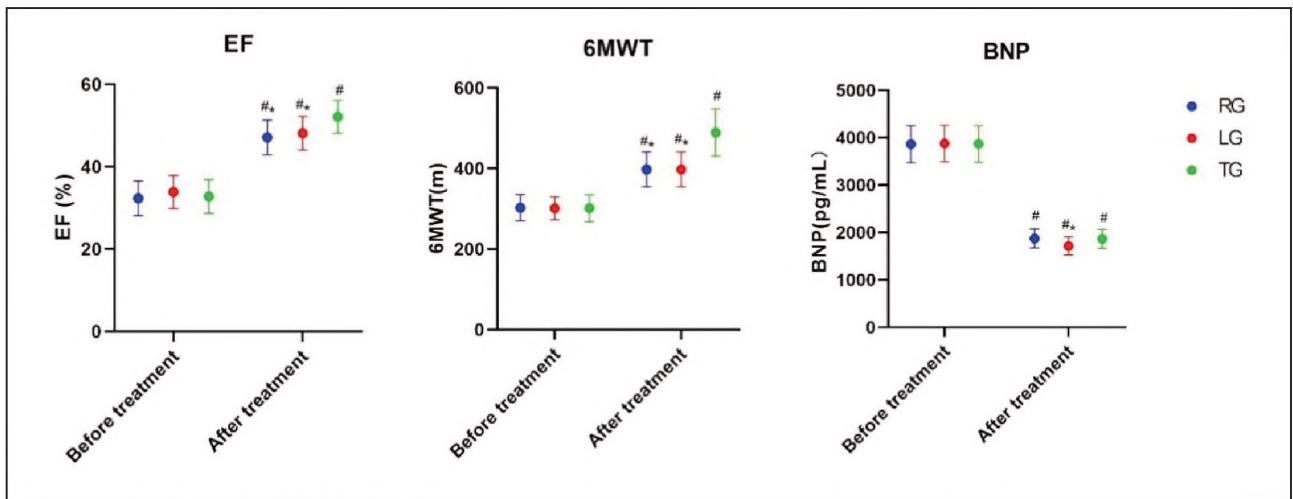 EF
EF (%)
60
40
20
0
#*
#*
#
Before treatment
After treatment
6MWT
6MWT(m)
600
400
200
0
#*
#*
#
Before treatment
After treatment
BNP
BNP(pg/mL)
5000
4000
3000
2000
1000
0
#
#*
#
Before treatment
After treatment
RG
LG
TG